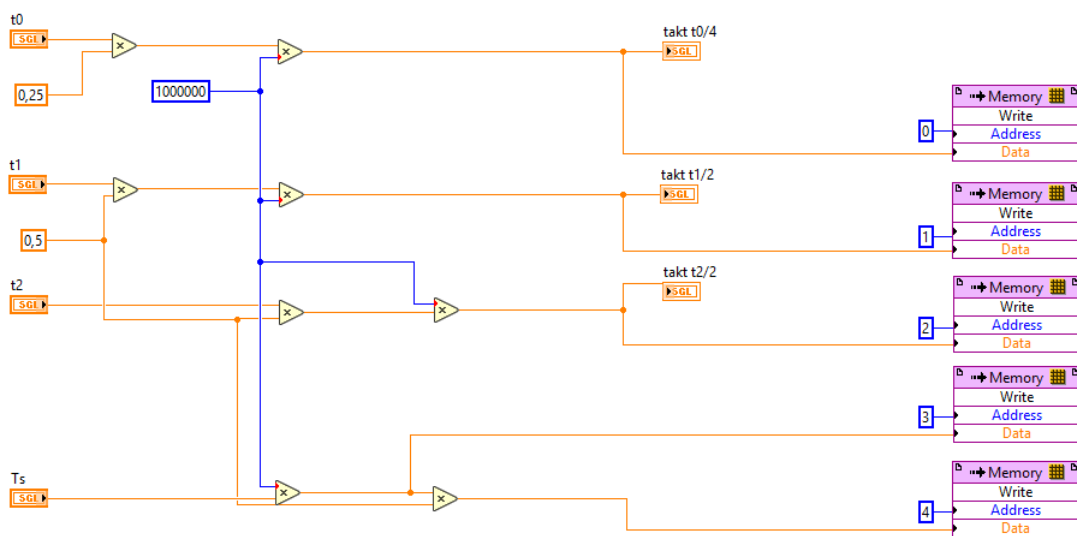 t0
SGL
×
0,25
1000000
×
takt t0/4
SGL
Memory
Write
0
Address
Data
t1
SGL
×
0,5
×
takt t1/2
SGL
Memory
Write
1
Address
Data
t2
SGL
×
×
takt t2/2
SGL
Memory
Write
2
Address
Data
Memory
Write
3
Address
Data
Ts
SGL
×
×
Memory
Write
4
Address
Data